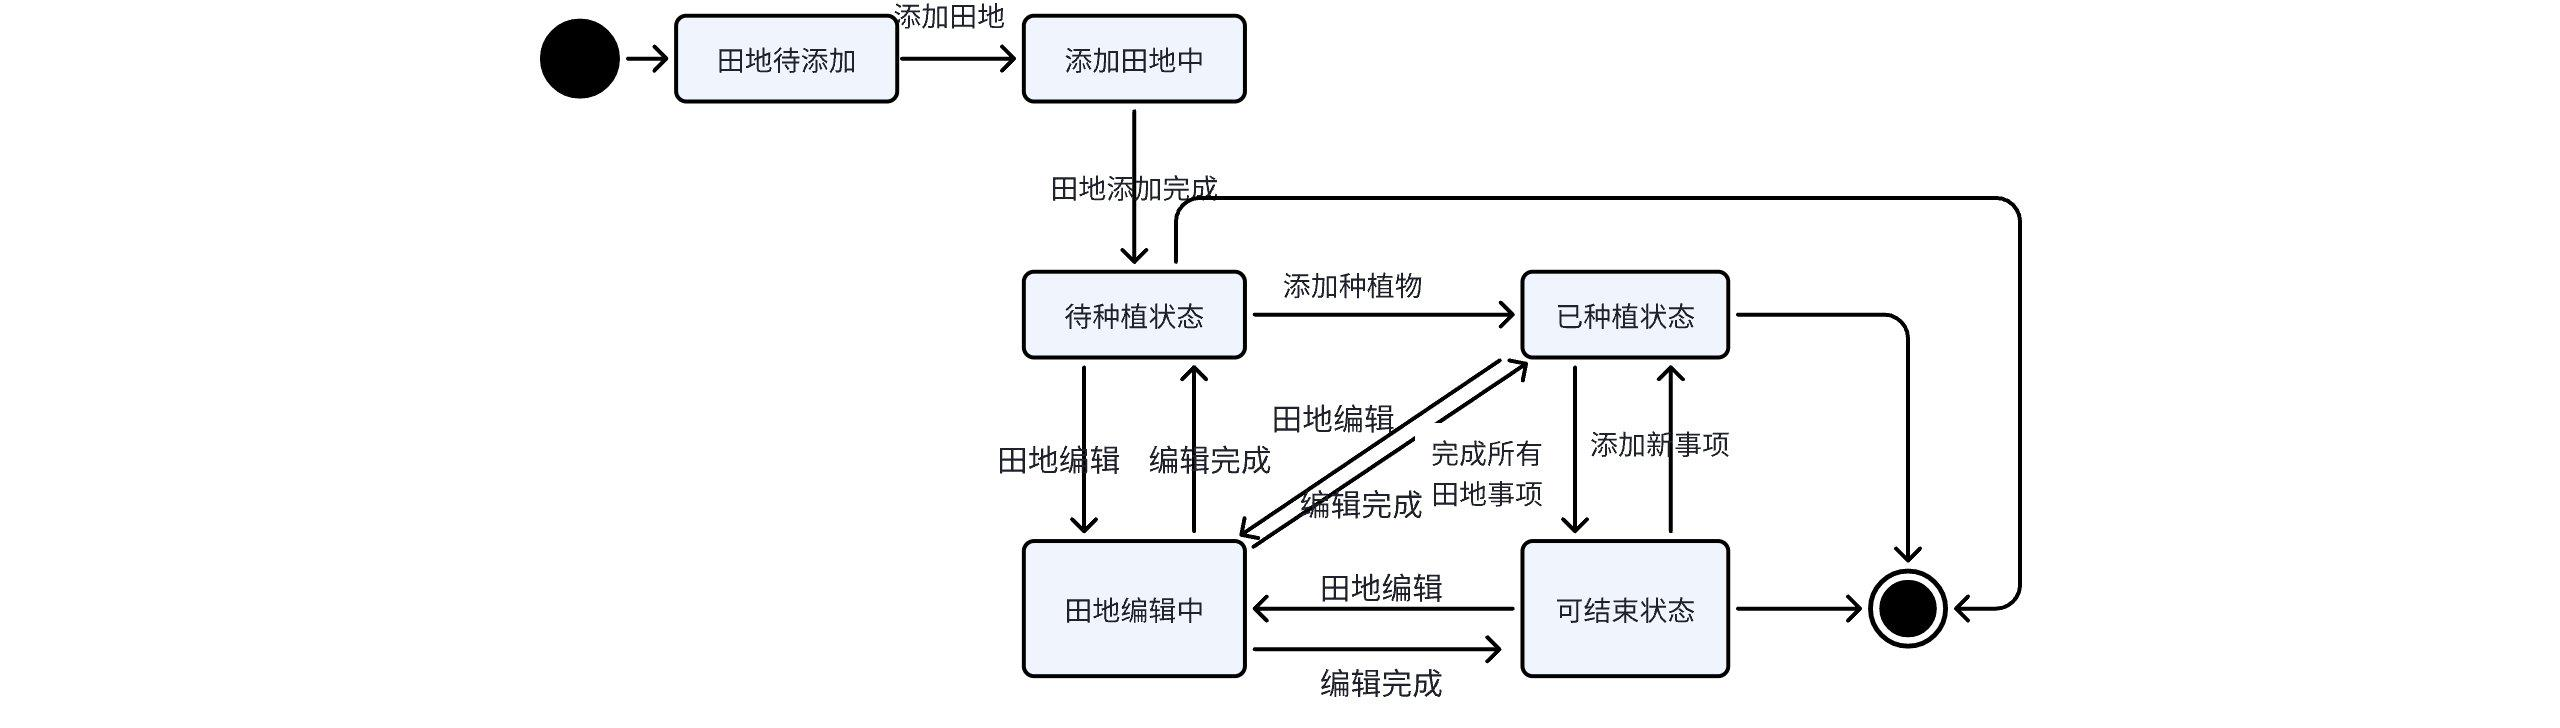 添加田地
田地待添加
添加田地中
田地添加完成
添加种植物
待种植状态
已种植状态
田地编辑
田地编辑
编辑完成
完成所有
田地事项
添加新事项
编辑完成
田地编辑
田地编辑中
可结束状态
编辑完成